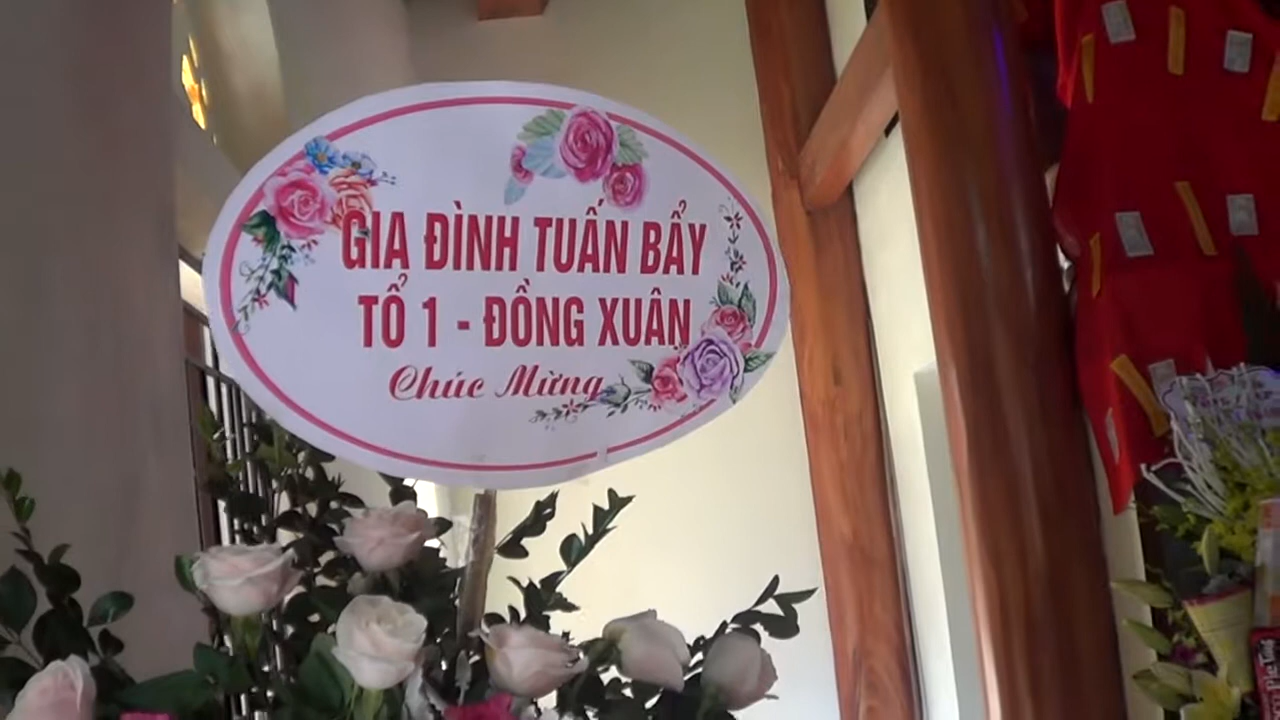 GIA ĐÌNH TUẤN BẨY
TỔ 1 - ĐỒNG XUÂN
Chúc Mừng